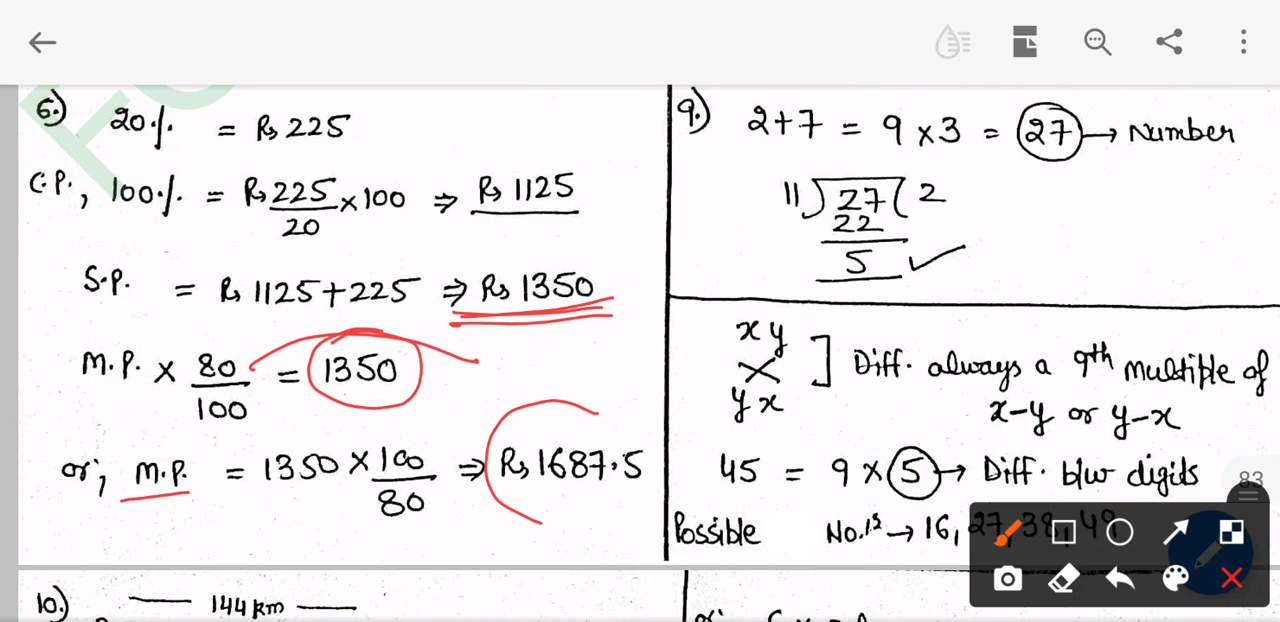 6.) 20% = Rs 225
C.P., 100% = Rs 225/20 × 100 ⇒ Rs 1125
S.P. = Rs 1125+225 ⇒ Rs 1350
M.P. × 80/100 = 1350
or, M.P. = 1350 × 100/80 ⇒ Rs 1687.5
9.) 2+7 = 9 × 3 = 27 → Number
11) 27 ( 2
22
5 ✓
x y
y x
] Diff. always a 9th multiple of
x-y or y-x
45 = 9 × 5 → Diff. b/w digits
Possible No.1s → 16, 27, 38, 49
83
10.) 144 km